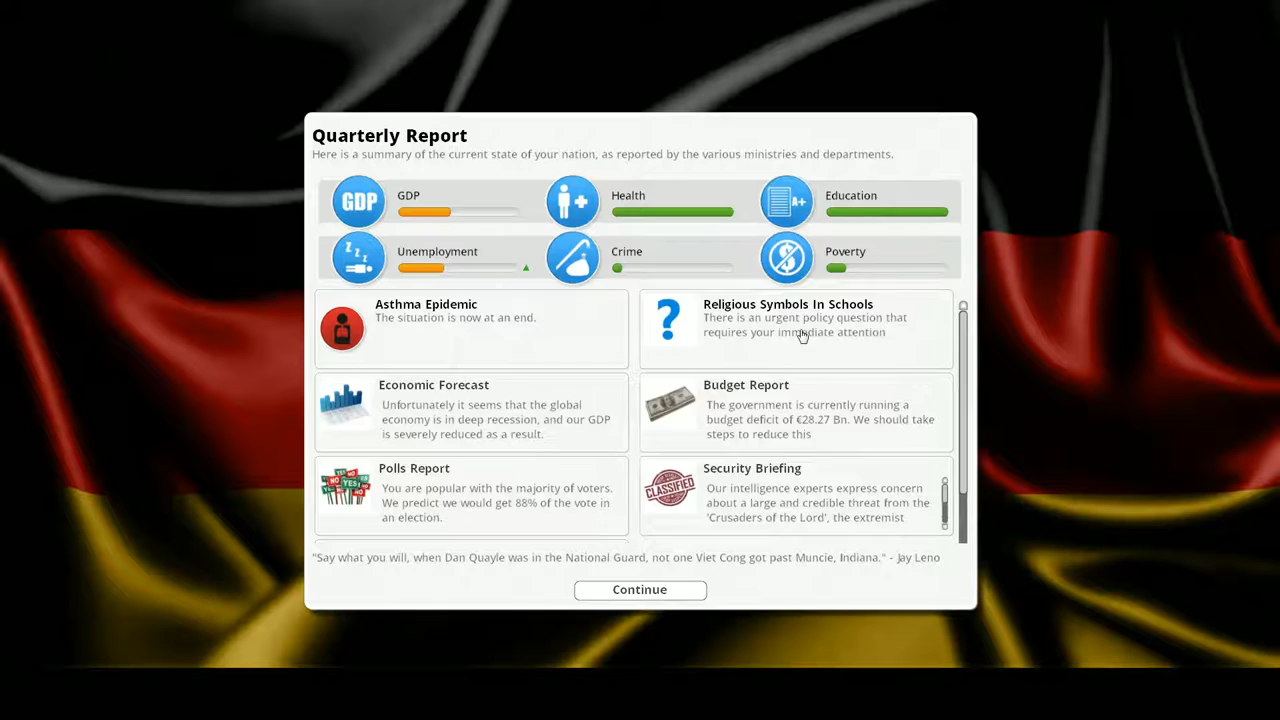 Quarterly Report
Here is a summary of the current state of your nation, as reported by the various ministries and departments.
GDP
GDP
Health
A+
Education
Z Z Z
Unemployment
Crime
Poverty
Asthma Epidemic
The situation is now at an end.
?
Religious Symbols In Schools
There is an urgent policy question that
requires your immediate attention
Economic Forecast
Unfortunately it seems that the global
economy is in deep recession, and our GDP
is severely reduced as a result.
Budget Report
The government is currently running a
budget deficit of €28.27 Bn. We should take
steps to reduce this
NO YES NO
Polls Report
You are popular with the majority of voters.
We predict we would get 88% of the vote in
an election.
CLASSIFIED
Security Briefing
Our intelligence experts express concern
about a large and credible threat from the
'Crusaders of the Lord', the extremist
"Say what you will, when Dan Quayle was in the National Guard, not one Viet Cong got past Muncie, Indiana." - Jay Leno
Continue